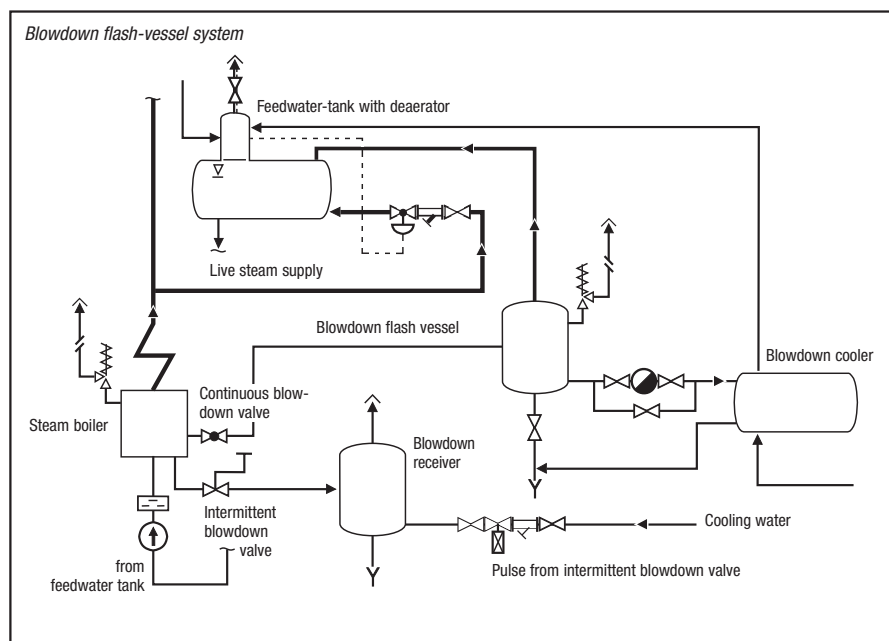 Blowdown flash-vessel system
Feedwater-tank with deaerator
Live steam supply
Blowdown flash vessel
Blowdown cooler
Continuous blow-
down valve
Steam boiler
Blowdown
receiver
Intermittent
blowdown
valve
Cooling water
from
feedwater tank
Pulse from intermittent blowdown valve